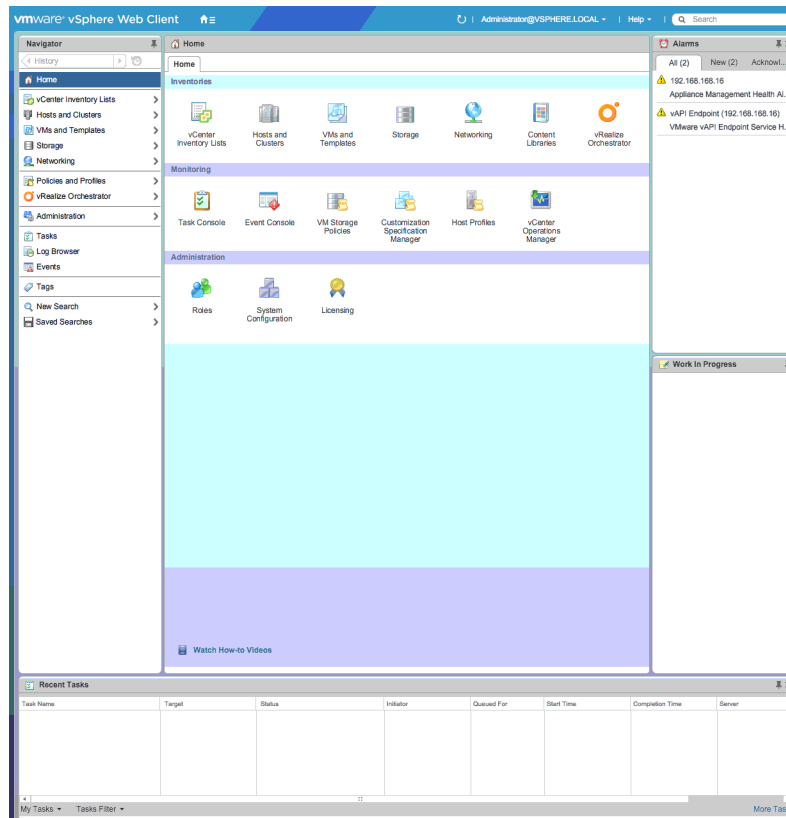 vmware® vSphere Web Client
Administrator@VSPHERE.LOCAL
Help
Search
Navigator
History
Home
vCenter Inventory Lists
Hosts and Clusters
VMs and Templates
Storage
Networking
Policies and Profiles
vRealize Orchestrator
Administration
Tasks
Log Browser
Events
Tags
New Search
Saved Searches
Home
Home
Inventories
vCenter
Inventory Lists
Hosts and
Clusters
VMs and
Templates
Storage
Networking
Content
Libraries
vRealize
Orchestrator
Monitoring
Task Console
Event Console
VM Storage
Policies
Customization
Specification
Manager
Host Profiles
vCenter
Operations
Manager
Administration
Roles
System
Configuration
Licensing
Watch How-to Videos
Alarms
All (2)
New (2)
Acknowl...
192.168.168.16
Appliance Management Health Al.
vAPI Endpoint (192.168.168.16)
VMware vAPI Endpoint Service H.
Work In Progress
Recent Tasks
Task Name
Target
Status
Initiator
Queued For
Start Time
Completion Time
Server
My Tasks
Tasks Filter
More Tas